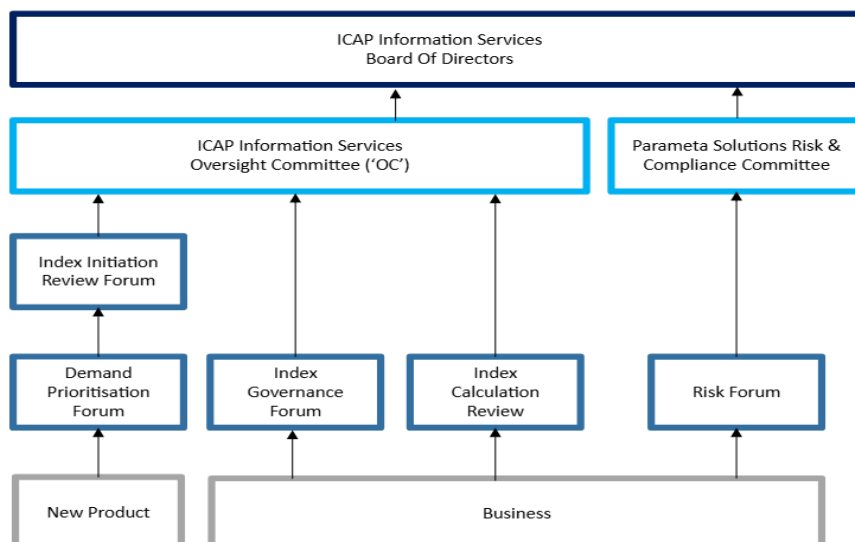 ICAP Information Services
Board Of Directors
ICAP Information Services
Oversight Committee (‘OC’)
Parameta Solutions Risk &
Compliance Committee
Index Initiation
Review Forum
Demand
Prioritisation
Forum
Index
Governance
Forum
Index
Calculation
Review
Risk Forum
New Product
Business